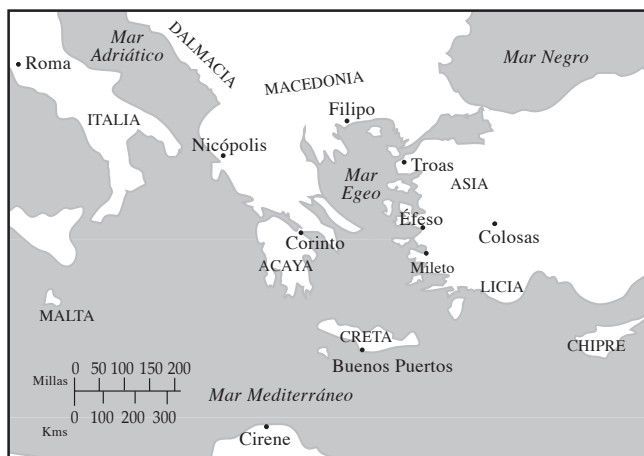 Mar
Adriático
DALMACIA
Mar Negro
Roma
MACEDONIA
Filipo
ITALIA
Nicópolis
Troas
Mar
Egeo
ASIA
Éfeso
Colosas
Corinto
ACAYA
Mileto
LICIA
MALTA
CRETA
CHIPRE
Buenos Puertos
0 50 100 150 200
Millas
0 100 200 300
Kms
Mar Mediterráneo
Cirene